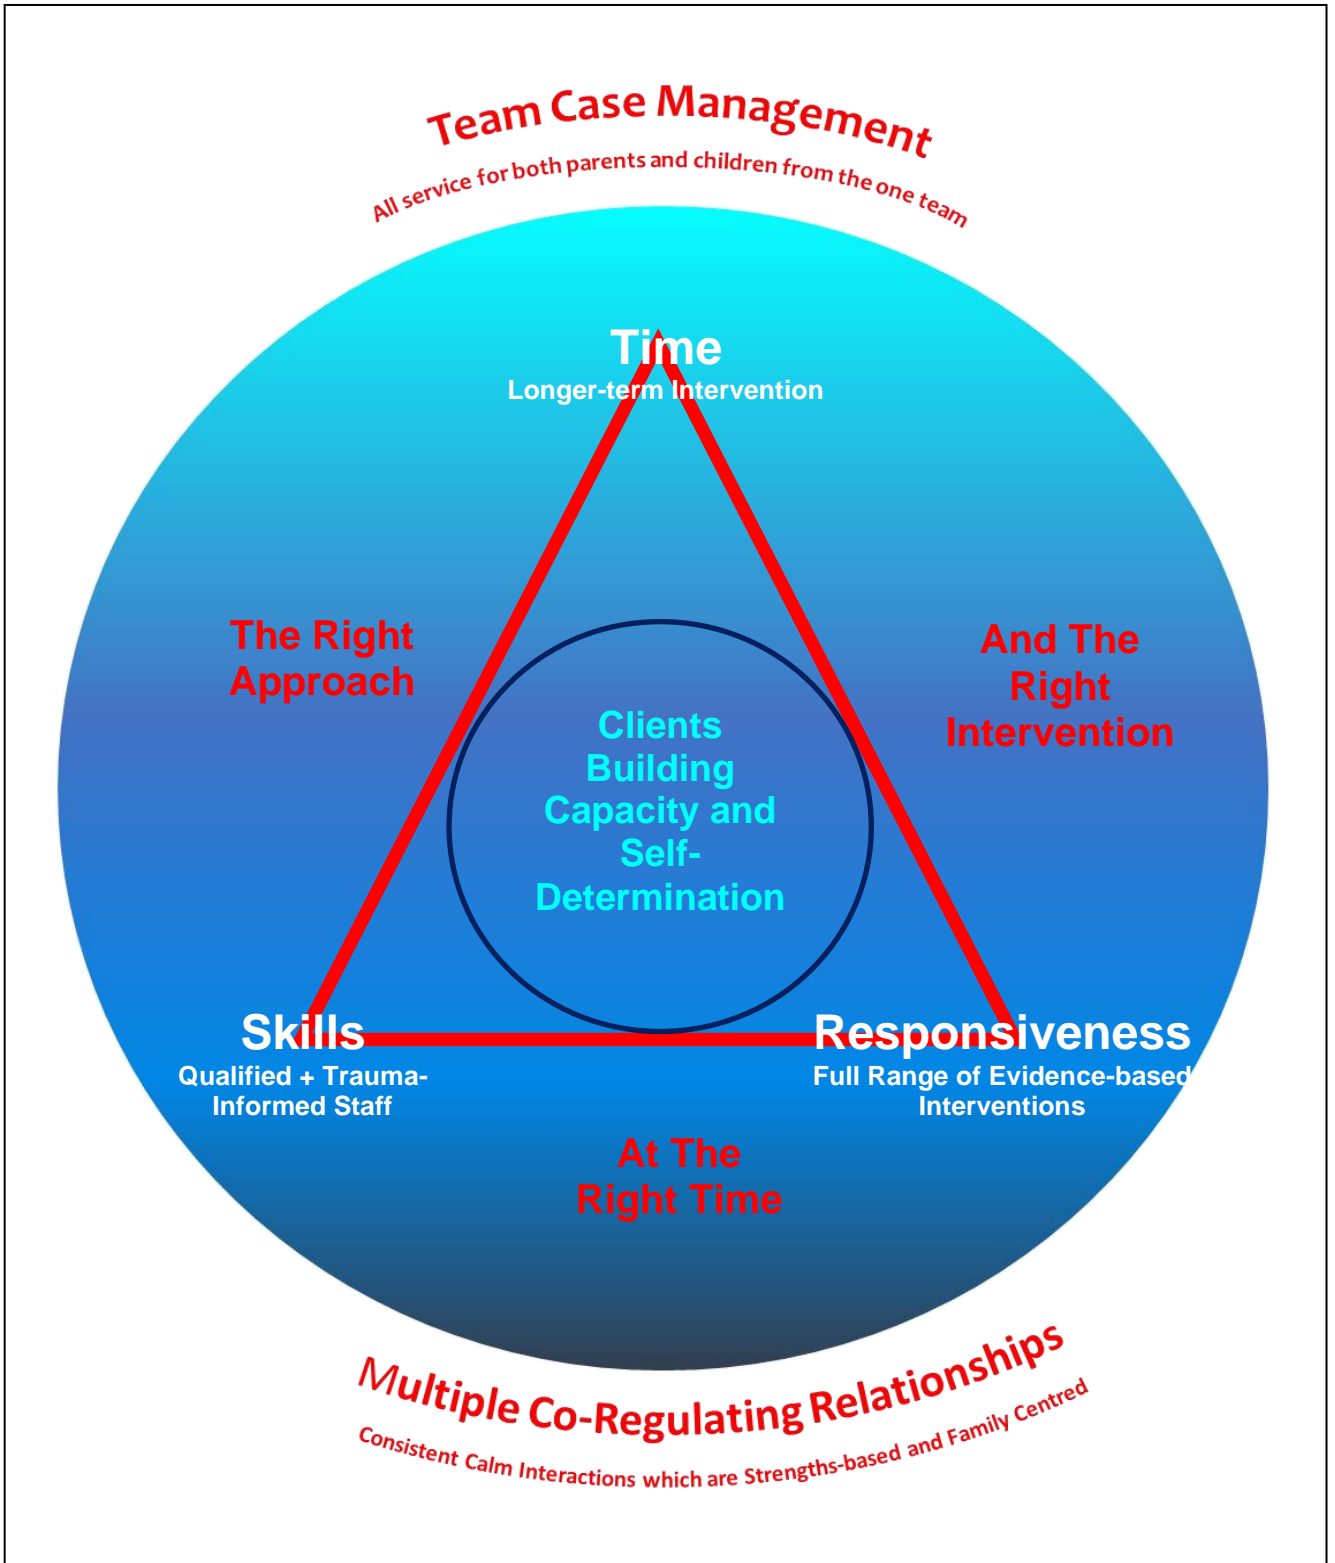 Team Case Management
All service for both parents and children from the one team
Time
Longer-term Intervention
The Right
Approach
And The
Right
Intervention
Clients
Building
Capacity and
Self-
Determination
Skills
Qualified + Trauma-
Informed Staff
Responsiveness
Full Range of Evidence-based
Interventions
At The
Right Time
Multiple Co-Regulating Relationships
Consistent Calm Interactions which are Strengths-based and Family Centred